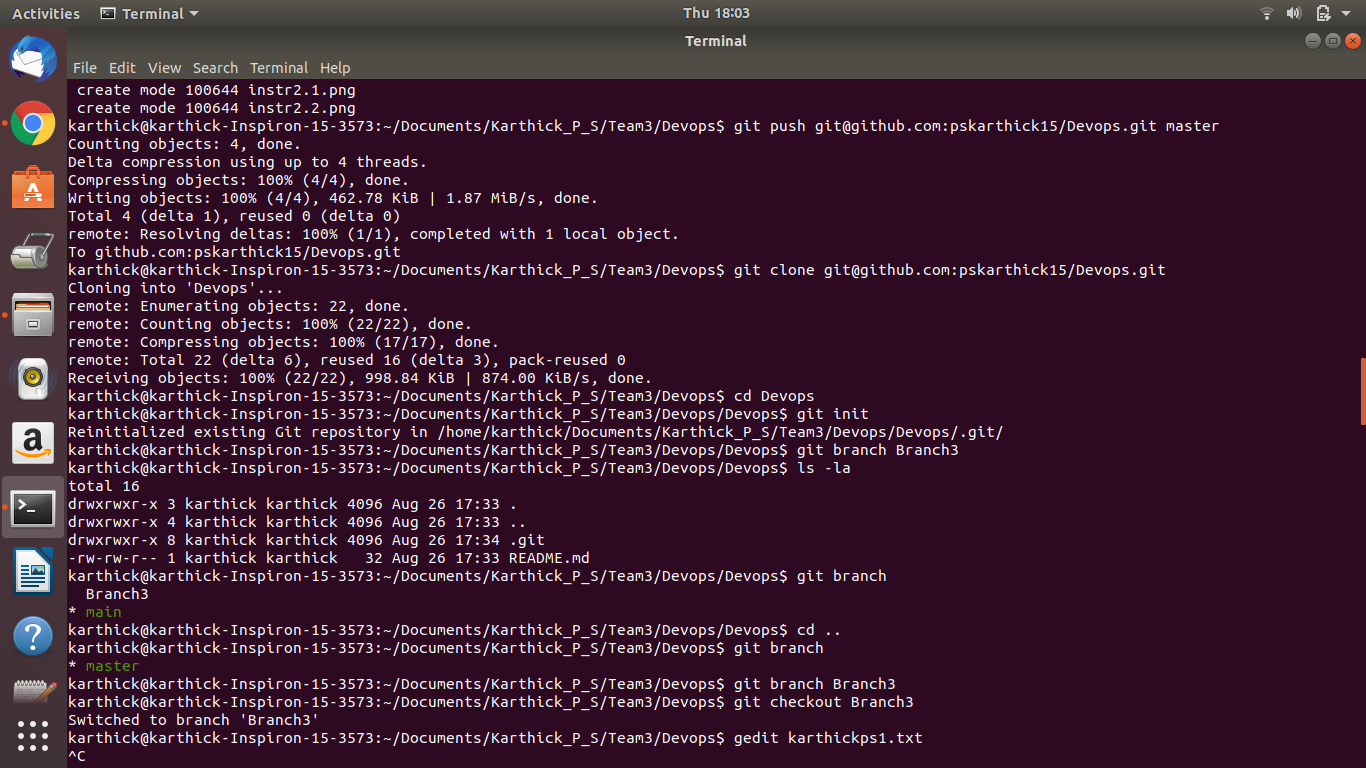 Activities Terminal Thu 18:03
Terminal
File Edit View Search Terminal Help
 create mode 100644 instr2.1.png
 create mode 100644 instr2.2.png
karthick@karthick-Inspiron-15-3573:~/Documents/Karthick_P_S/Team3/Devops$ git push git@github.com:pskarthick15/Devops.git master
Counting objects: 4, done.
Delta compression using up to 4 threads.
Compressing objects: 100% (4/4), done.
Writing objects: 100% (4/4), 462.78 KiB | 1.87 MiB/s, done.
Total 4 (delta 1), reused 0 (delta 0)
remote: Resolving deltas: 100% (1/1), completed with 1 local object.
To github.com:pskarthick15/Devops.git
karthick@karthick-Inspiron-15-3573:~/Documents/Karthick_P_S/Team3/Devops$ git clone git@github.com:pskarthick15/Devops.git
Cloning into 'Devops'...
remote: Enumerating objects: 22, done.
remote: Counting objects: 100% (22/22), done.
remote: Compressing objects: 100% (17/17), done.
remote: Total 22 (delta 6), reused 16 (delta 3), pack-reused 0
Receiving objects: 100% (22/22), 998.84 KiB | 874.00 KiB/s, done.
karthick@karthick-Inspiron-15-3573:~/Documents/Karthick_P_S/Team3/Devops$ cd Devops
karthick@karthick-Inspiron-15-3573:~/Documents/Karthick_P_S/Team3/Devops/Devops$ git init
Reinitialized existing Git repository in /home/karthick/Documents/Karthick_P_S/Team3/Devops/Devops/.git/
karthick@karthick-Inspiron-15-3573:~/Documents/Karthick_P_S/Team3/Devops/Devops$ git branch Branch3
karthick@karthick-Inspiron-15-3573:~/Documents/Karthick_P_S/Team3/Devops/Devops$ ls -la
total 16
drwxrwxr-x 3 karthick karthick 4096 Aug 26 17:33 .
drwxrwxr-x 4 karthick karthick 4096 Aug 26 17:33 ..
drwxrwxr-x 8 karthick karthick 4096 Aug 26 17:34 .git
-rw-rw-r-- 1 karthick karthick   32 Aug 26 17:33 README.md
karthick@karthick-Inspiron-15-3573:~/Documents/Karthick_P_S/Team3/Devops/Devops$ git branch
  Branch3
* main
karthick@karthick-Inspiron-15-3573:~/Documents/Karthick_P_S/Team3/Devops/Devops$ cd ..
karthick@karthick-Inspiron-15-3573:~/Documents/Karthick_P_S/Team3/Devops$ git branch
* master
karthick@karthick-Inspiron-15-3573:~/Documents/Karthick_P_S/Team3/Devops$ git branch Branch3
karthick@karthick-Inspiron-15-3573:~/Documents/Karthick_P_S/Team3/Devops$ git checkout Branch3
Switched to branch 'Branch3'
karthick@karthick-Inspiron-15-3573:~/Documents/Karthick_P_S/Team3/Devops$ gedit karthickps1.txt
^C